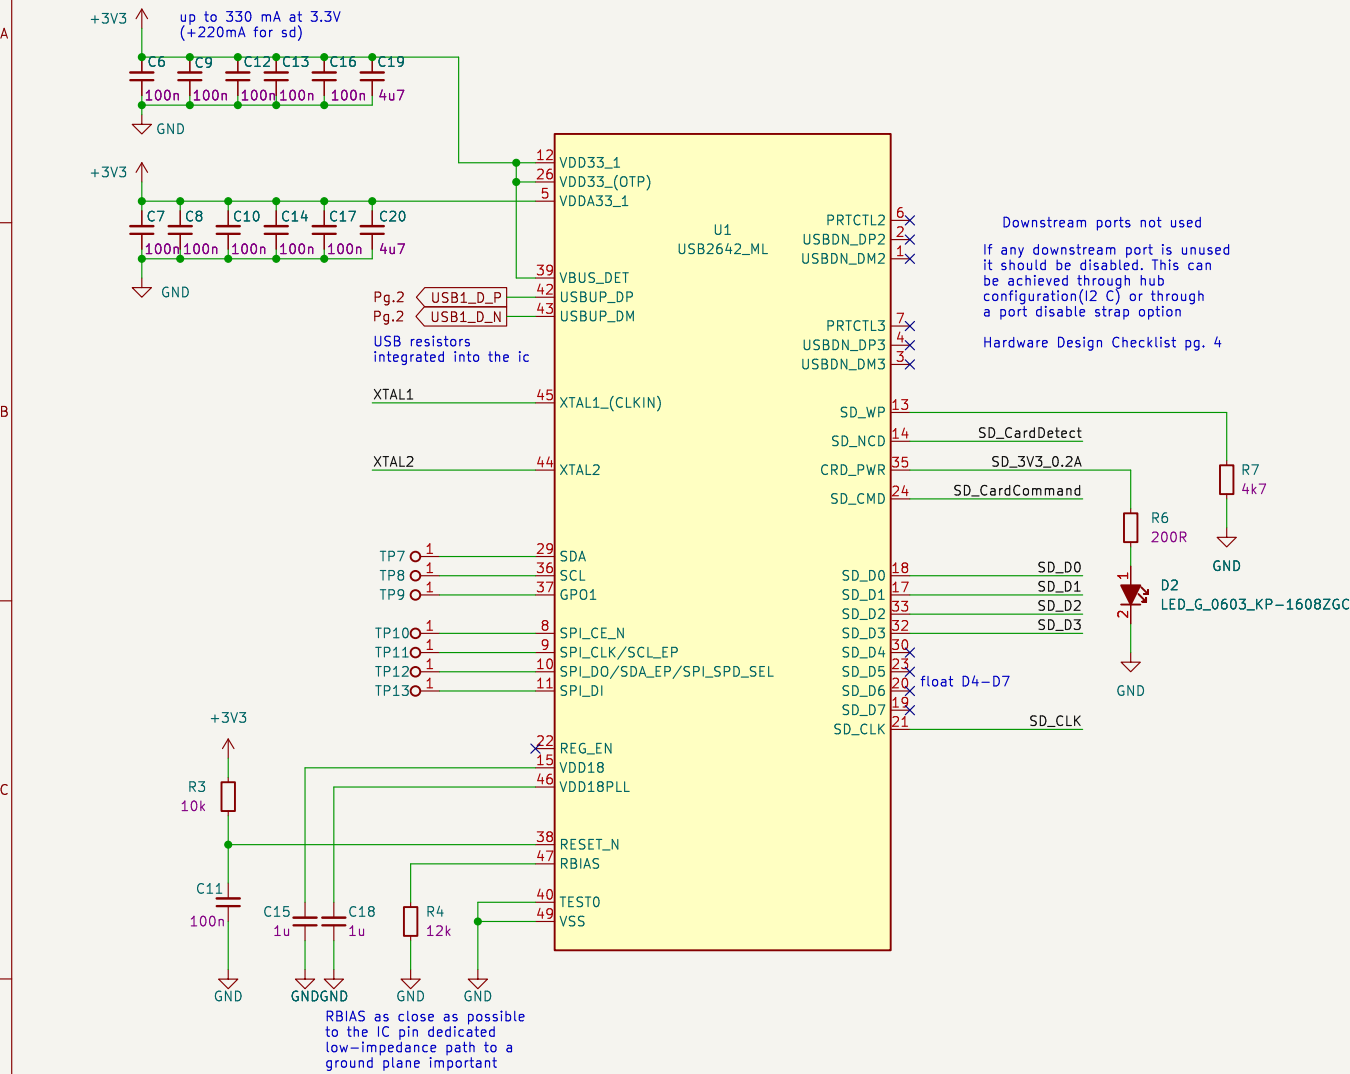 A
+3V3
up to 330 mA at 3.3V
(+220mA for sd)
C6 C9 C12 C13 C16 C19
100n 100n 100n 100n 100n 4u7
GND
+3V3
C7 C8 C10 C14 C17 C20
100n 100n 100n 100n 100n 4u7
GND
U1
USB2642_ML
12 VDD33_1
26 VDD33_(OTP)
5 VDDA33_1
39 VBUS_DET
Pg.2 USB1_D_P 42 USBUP_DP
Pg.2 USB1_D_N 43 USBUP_DM
USB resistors
integrated into the ic
B
XTAL1 45 XTAL1_(CLKIN)
XTAL2 44 XTAL2
TP7 1 29 SDA
TP8 1 36 SCL
TP9 1 37 GPO1
TP10 1 8 SPI_CE_N
TP11 1 9 SPI_CLK/SCL_EP
TP12 1 10 SPI_DO/SDA_EP/SPI_SPD_SEL
TP13 1 11 SPI_DI
22 REG_EN
15 VDD18
46 VDD18PLL
38 RESET_N
47 RBIAS
40 TEST0
49 VSS
C
+3V3
R3
10k
C11
100n
C15
1u
C18
1u
R4
12k
GND GND GND GND GND
RBIAS as close as possible
to the IC pin dedicated
low-impedance path to a
ground plane important
PRTCTL2 6
USBDN_DP2 2
USBDN_DM2 1
PRTCTL3 7
USBDN_DP3 4
USBDN_DM3 3
Downstream ports not used
If any downstream port is unused
it should be disabled. This can
be achieved through hub
configuration(I2 C) or through
a port disable strap option
Hardware Design Checklist pg. 4
SD_WP 13
SD_NCD 14 SD_CardDetect
CRD_PWR 35 SD_3V3_0.2A
SD_CMD 24 SD_CardCommand
SD_D0 18 SD_D0
SD_D1 17 SD_D1
SD_D2 33 SD_D2
SD_D3 32 SD_D3
SD_D4 30
SD_D5 23
SD_D6 20
SD_D7 19
float D4-D7
SD_CLK 21 SD_CLK
R7
4k7
GND
R6
200R
1
D2
LED_G_0603_KP-1608ZGC
2
GND